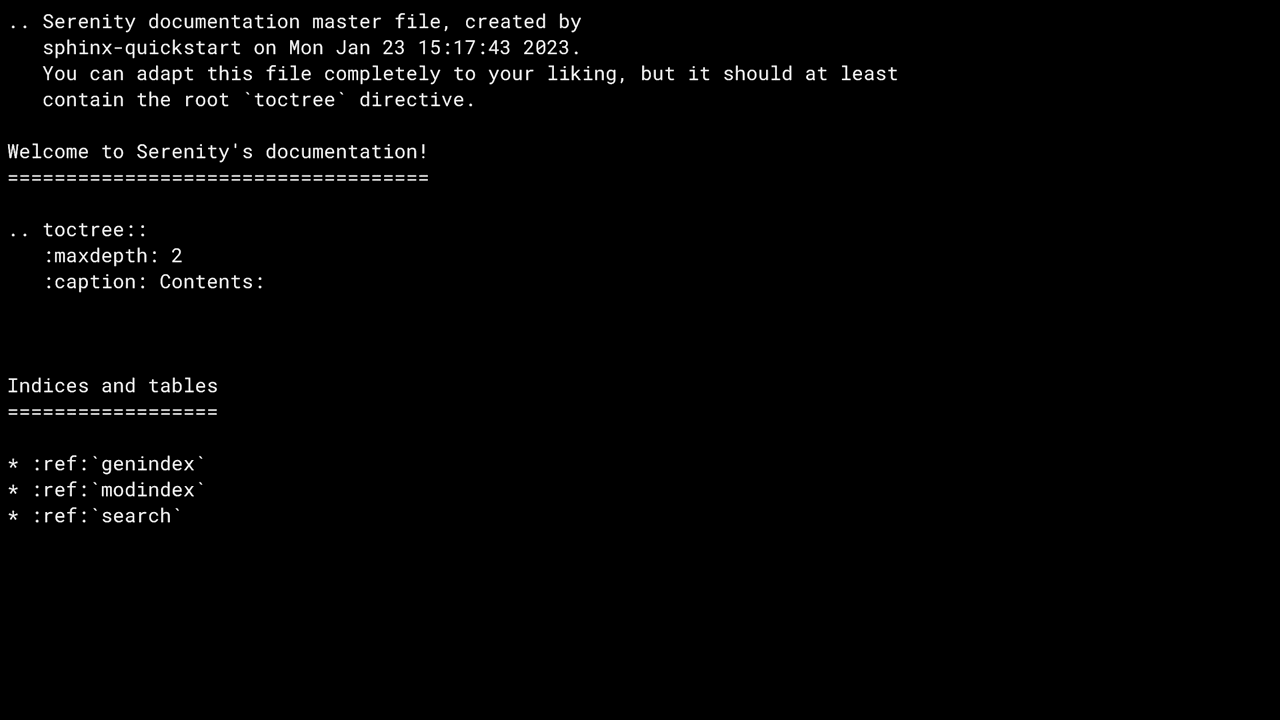 .. Serenity documentation master file, created by
   sphinx-quickstart on Mon Jan 23 15:17:43 2023.
   You can adapt this file completely to your liking, but it should at least
   contain the root `toctree` directive.

Welcome to Serenity's documentation!
====================================

.. toctree::
   :maxdepth: 2
   :caption: Contents:

Indices and tables
==================

* :ref:`genindex`
* :ref:`modindex`
* :ref:`search`